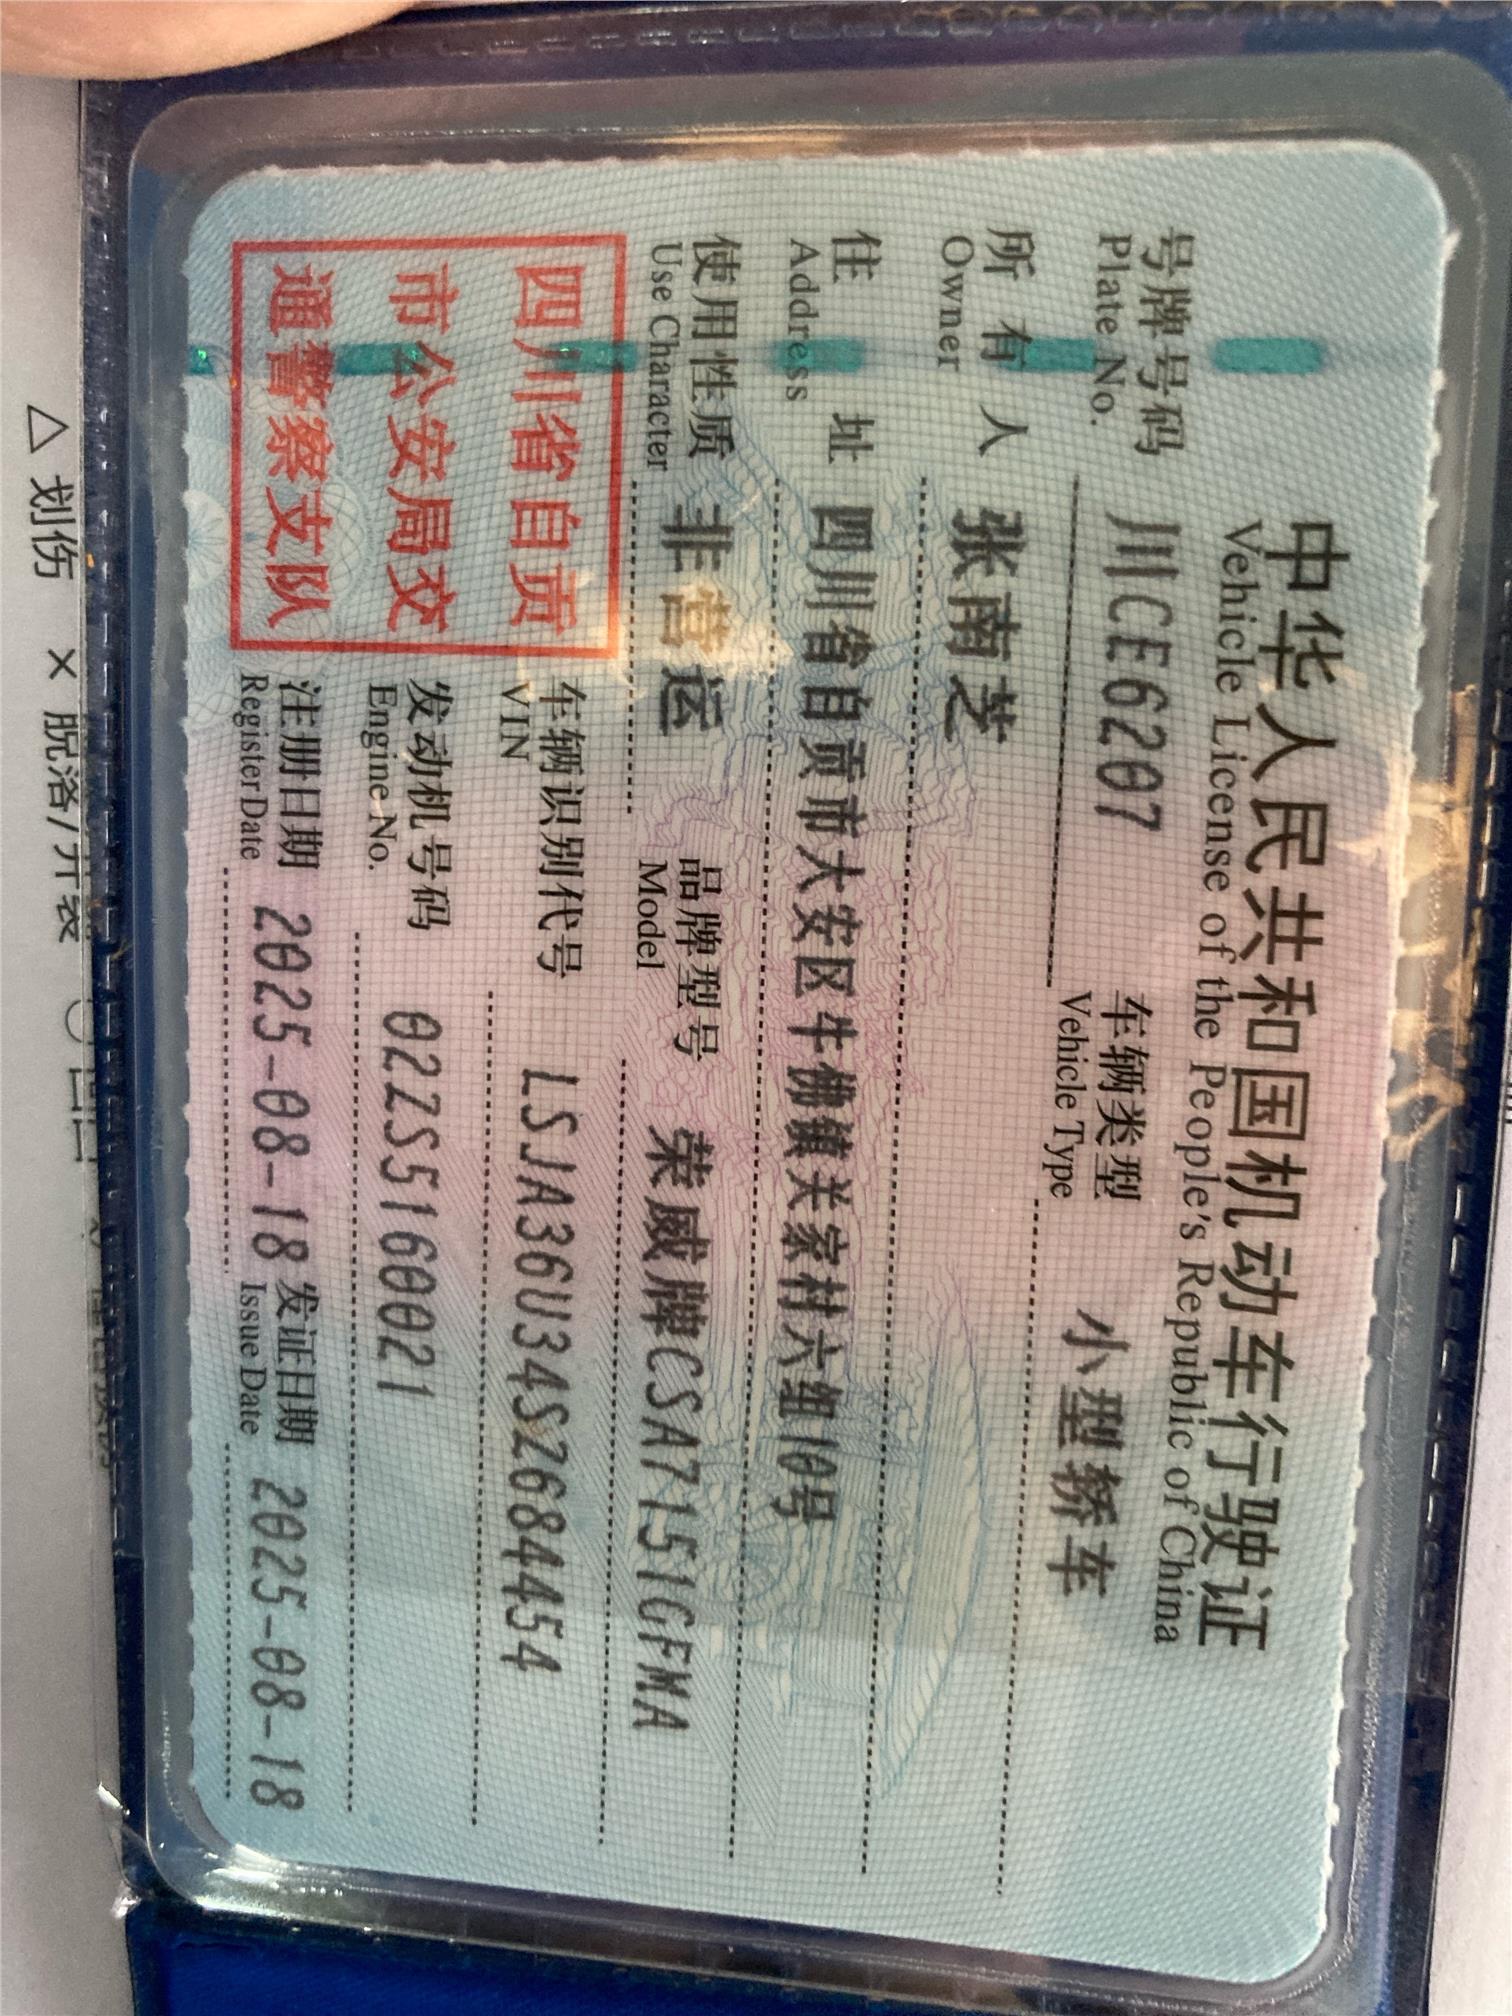 中华人民共和国机动车行驶证
Vehicle License of the People's Republic of China
号牌号码 川CE6207 车辆类型 小型轿车
Plate No. Vehicle Type
所有人 张南芝
Owner
住址 四川省自贡市大安区牛佛镇关家村六组10号
Address
使用性质 非营运 品牌型号 荣威牌CSA7151GFMA
Use Character Model
四川省自贡
市公安局交
通警察支队
车辆识别代号 LSJA36U34S2684454
VIN
发动机号码 022S5160021
Engine No.
注册日期 2025-08-18 发证日期 2025-08-18
Register Date Issue Date
△ 划伤 × 脱落/开裂